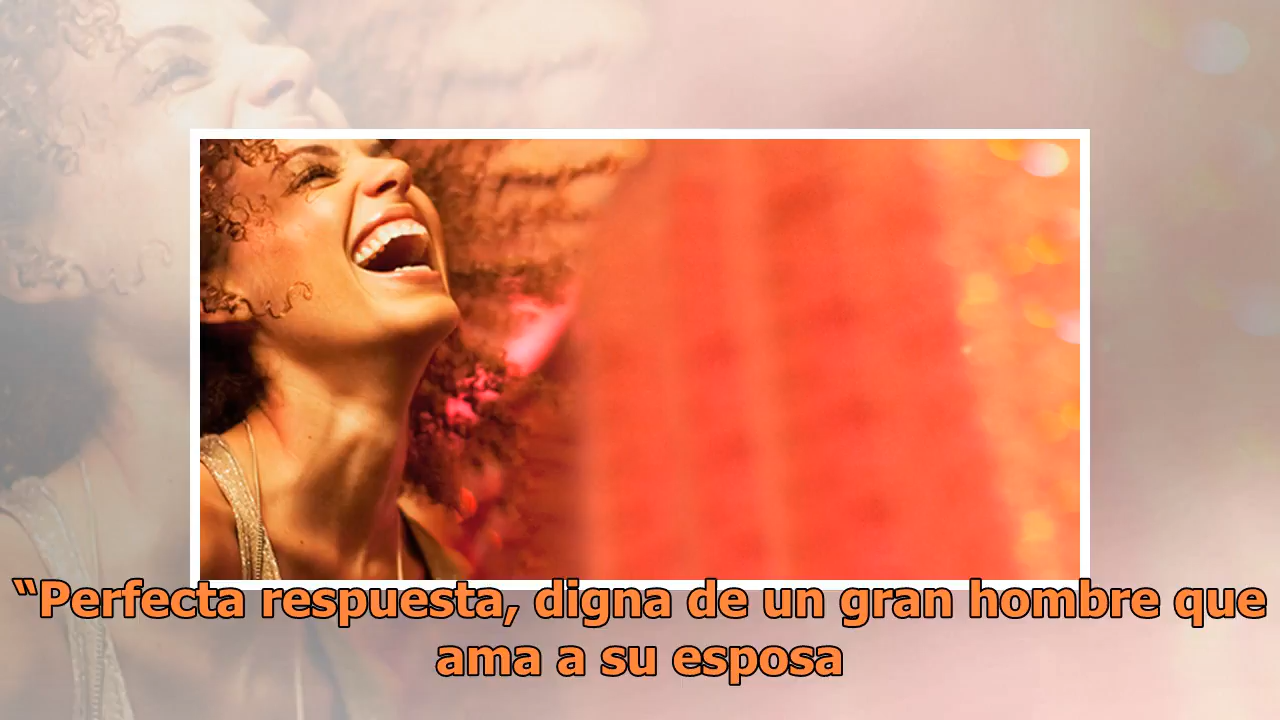 “Perfecta respuesta, digna de un gran hombre que
ama a su esposa